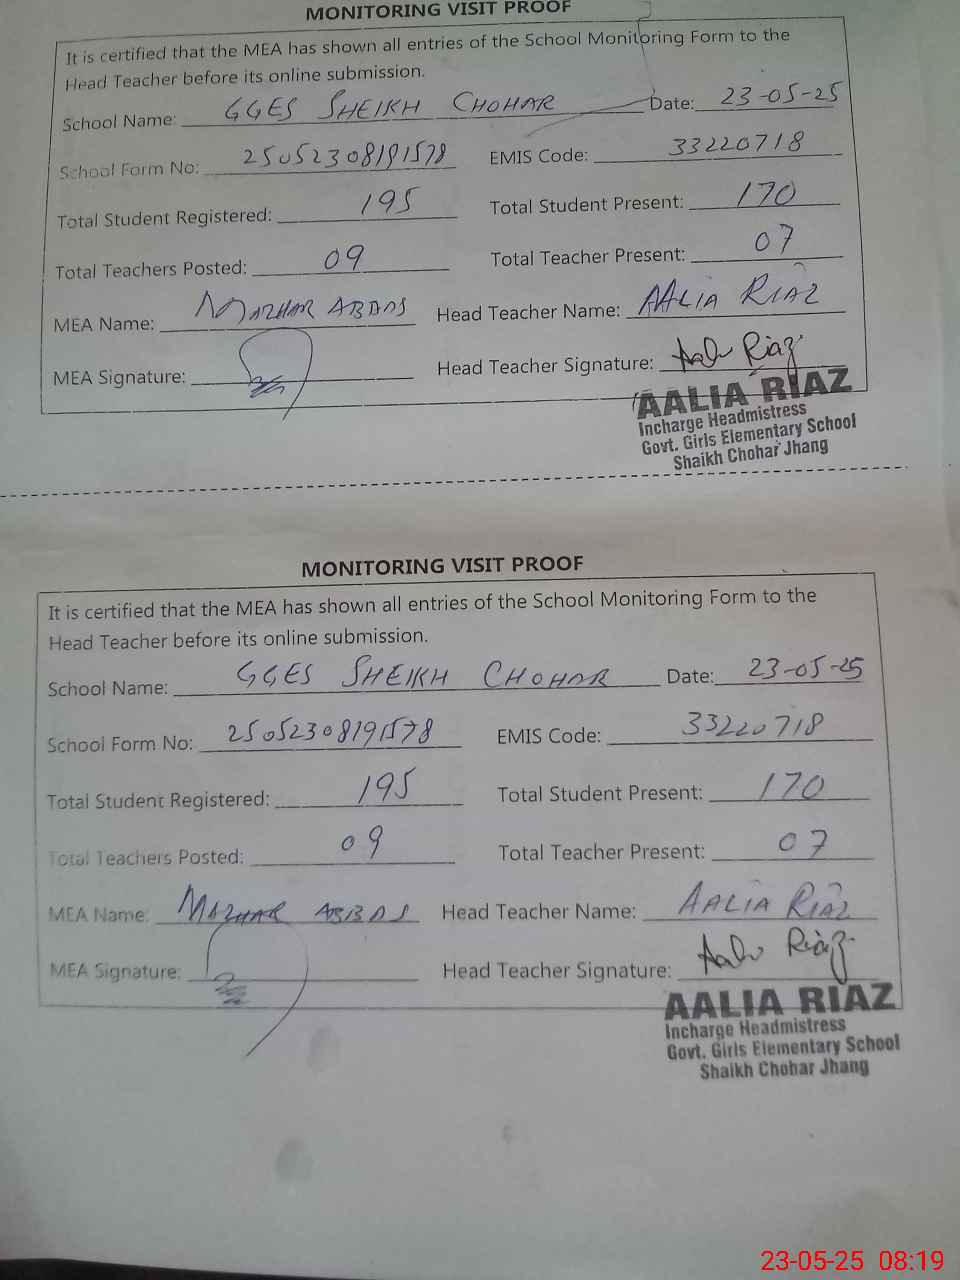 MONITORING VISIT PROOF
It is certified that the MEA has shown all entries of the School Monitoring Form to the
Head Teacher before its online submission.
School Name: GGES SHEIKH CHOHAR Date: 23-05-25
School Form No: 25052308191578 EMIS Code: 33220718
Total Student Registered: 195 Total Student Present: 170
Total Teachers Posted: 09 Total Teacher Present: 07
MEA Name: MAZHAR ABBAS Head Teacher Name: AALIA RIAZ
MEA Signature: Head Teacher Signature: Aalia Riaz
AALIA RIAZ
Incharge Headmistress
Govt. Girls Elementary School
Shaikh Chohar Jhang
MONITORING VISIT PROOF
It is certified that the MEA has shown all entries of the School Monitoring Form to the
Head Teacher before its online submission.
School Name: GGES SHEIKH CHOHAR Date: 23-05-25
School Form No: 25052308191578 EMIS Code: 33220718
Total Student Registered: 195 Total Student Present: 170
Total Teachers Posted: 09 Total Teacher Present: 07
MEA Name: MAZHAR ABBAS Head Teacher Name: AALIA RIAZ
MEA Signature: Head Teacher Signature: Aalia Riaz
AALIA RIAZ
Incharge Headmistress
Govt. Girls Elementary School
Shaikh Chohar Jhang
23-05-25 08:19